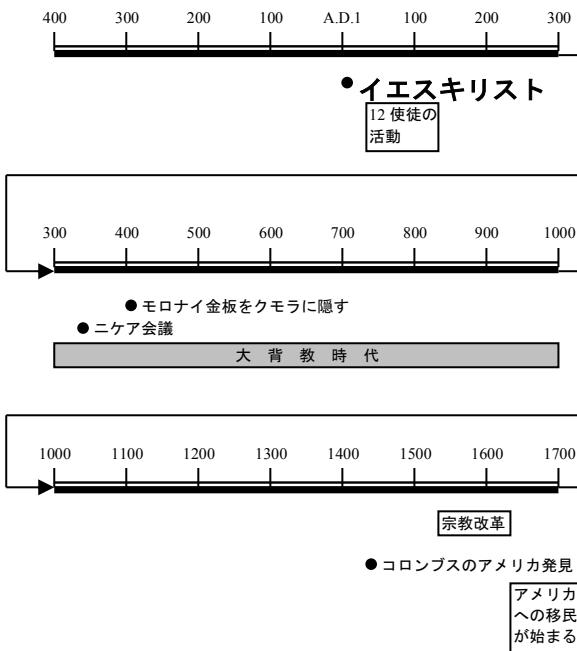 400 300 200 100 A.D.1 100 200 300
●イエスキリスト
12 使徒の
活動
300 400 500 600 700 800 900 1000
●モロナイ金板をクモラに隠す
●ニケア会議
大 背 教 時 代
1000 1100 1200 1300 1400 1500 1600 1700
宗教改革
●コロンブスのアメリカ発見
アメリカ
への移民
が始まる